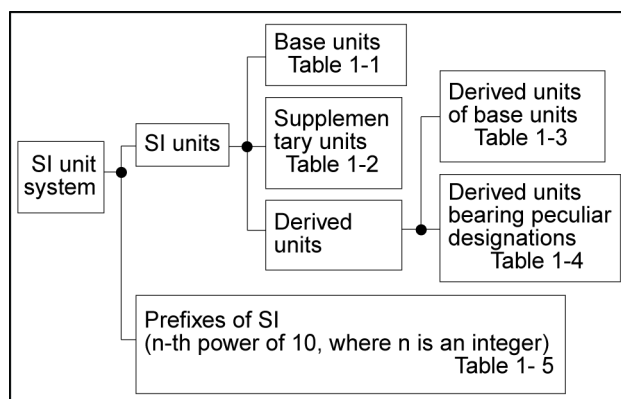 SI unit
system
SI units
Base units
Table 1-1
Supplemen
tary units
Table 1-2
Derived
units
Derived units
of base units
Table 1-3
Derived units
bearing peculiar
designations
Table 1-4
Prefixes of SI
(n-th power of 10, where n is an integer)
Table 1- 5